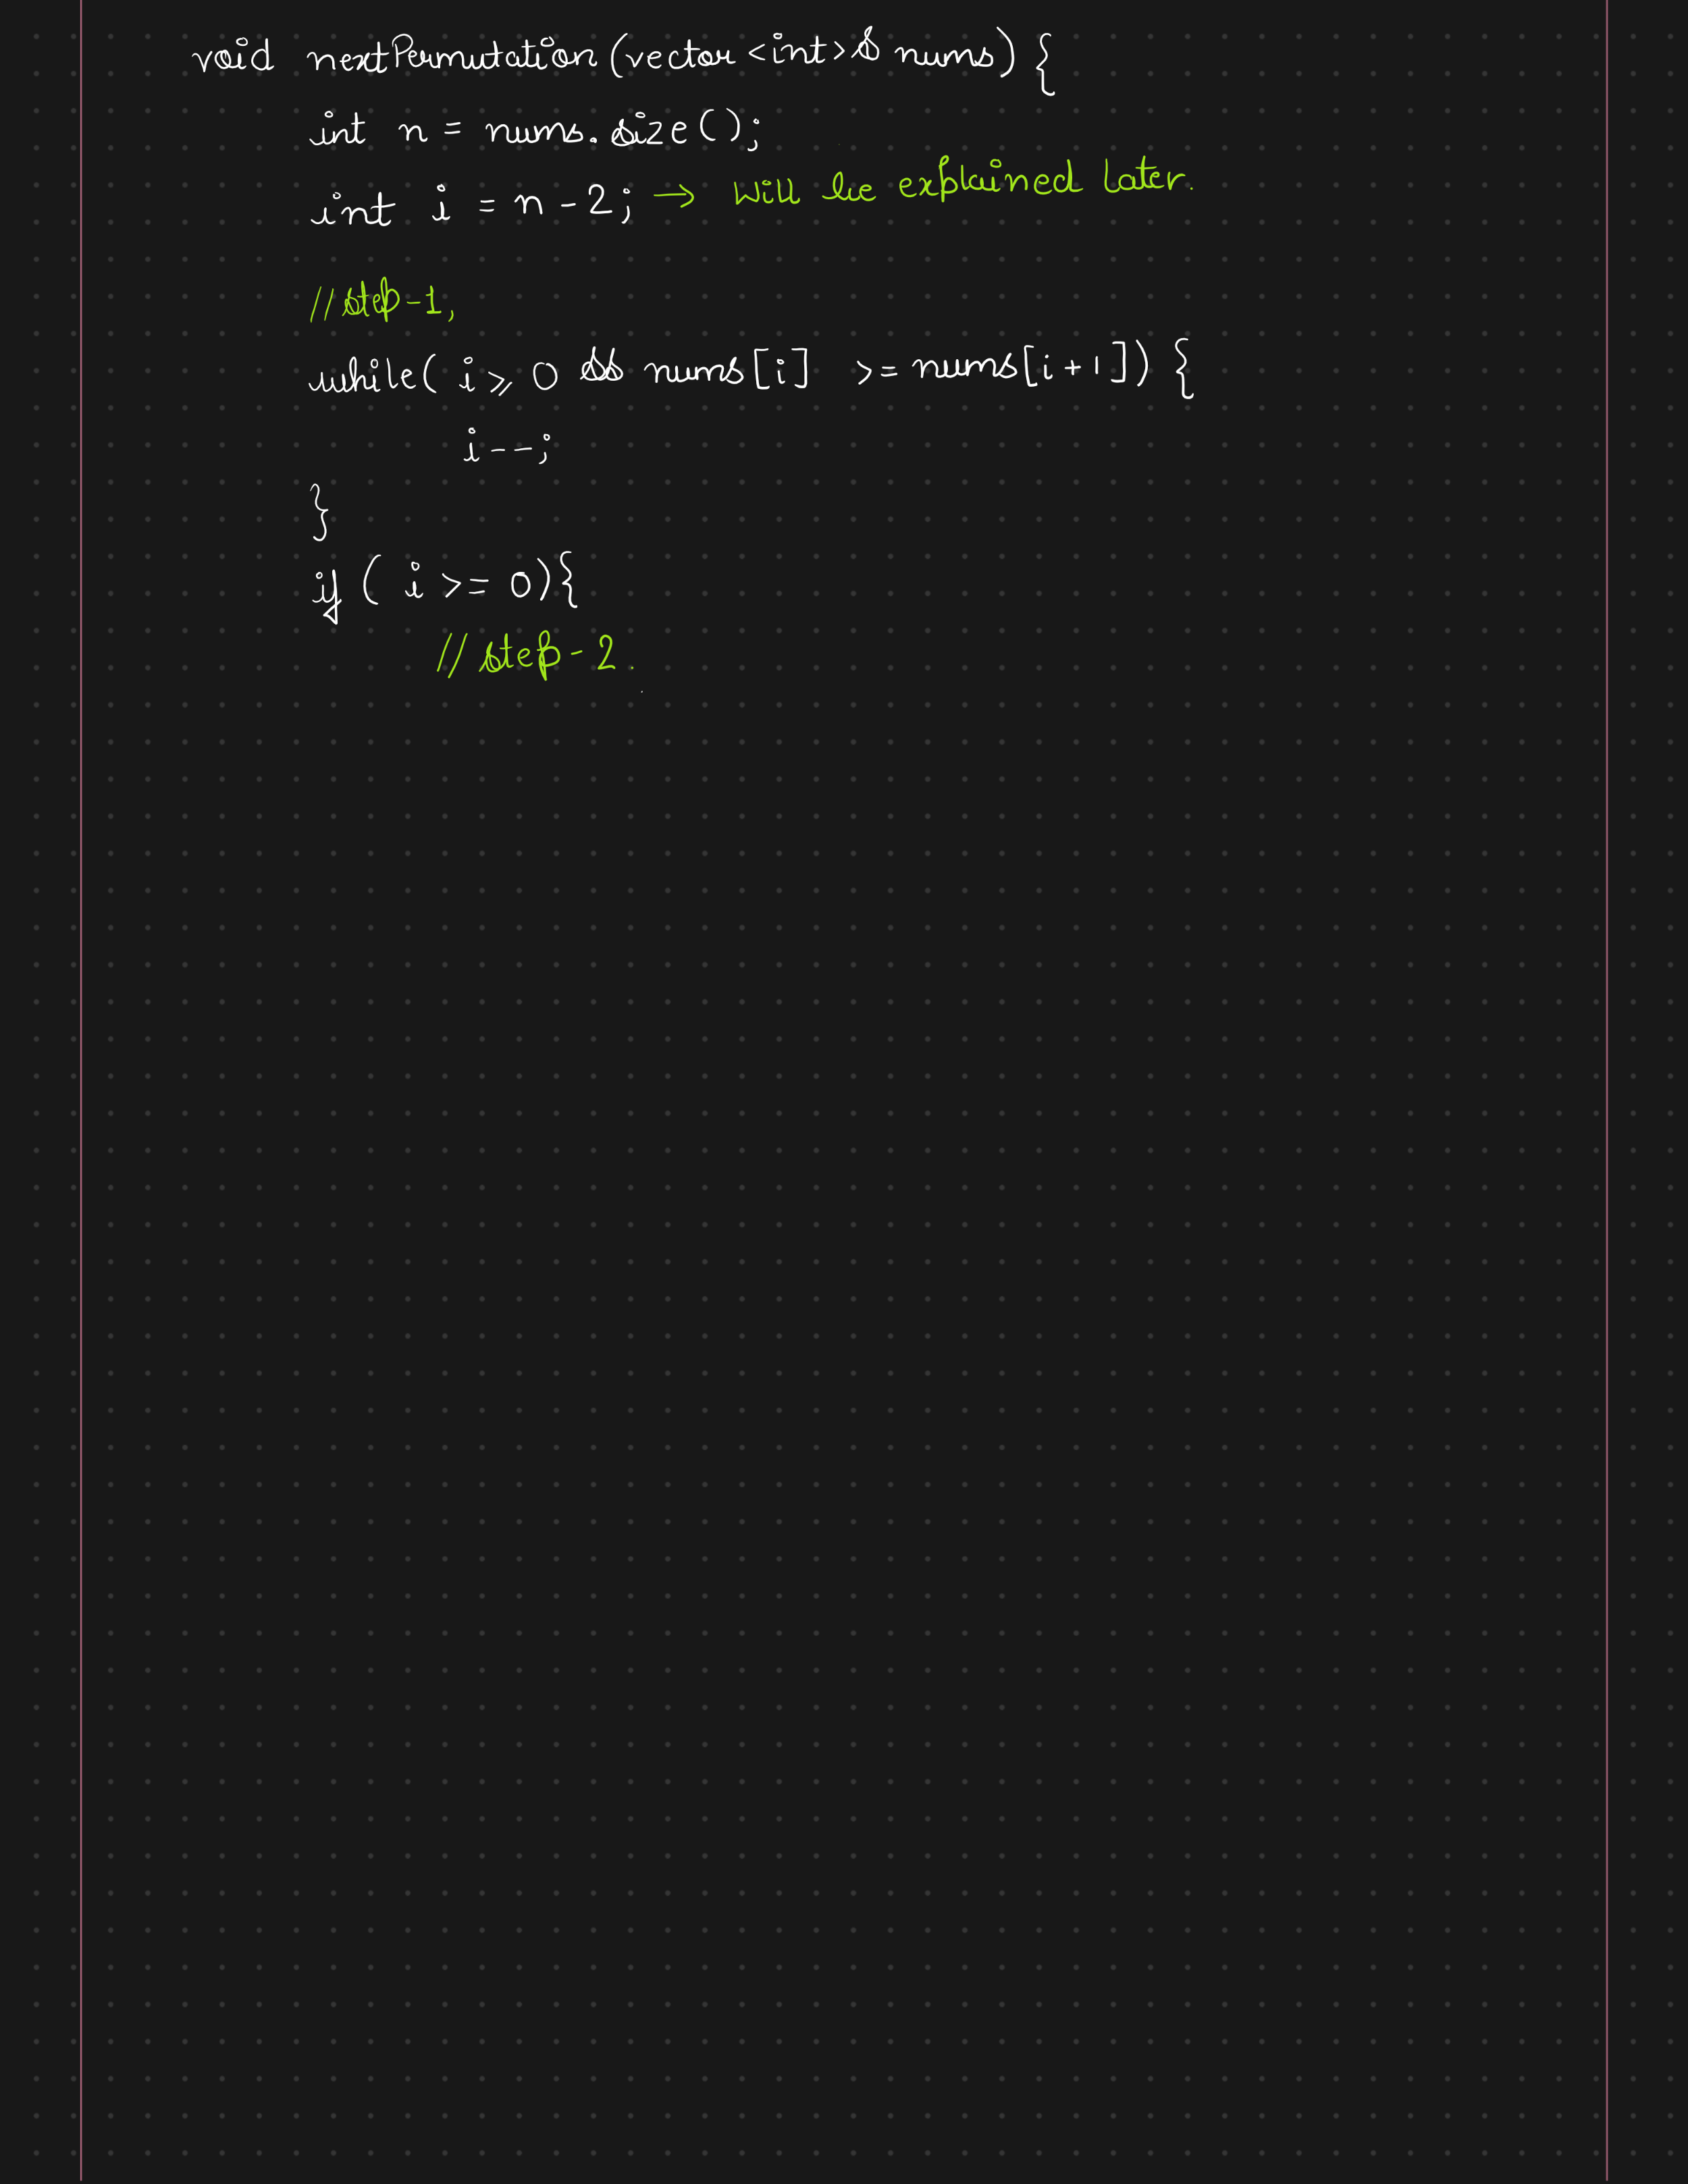 void nextPermutation(vector<int>& nums){
int n = nums.size();
int i = n - 2; → Will be explained later.
//step-1,
while( i ⩾ 0 && nums[i] >= nums[i+1]) {
i--;
}
if ( i >= 0){
// step-2.